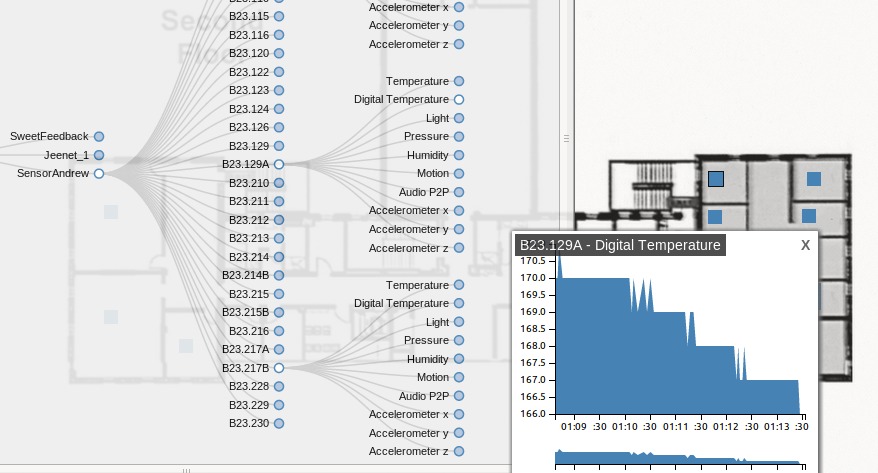 Second
Floor
SweetFeedback
Jeenet_1
SensorAndrew
B23.115
B23.116
B23.120
B23.122
B23.123
B23.124
B23.126
B23.129
B23.129A
B23.210
B23.211
B23.212
B23.213
B23.214
B23.214B
B23.215
B23.215B
B23.216
B23.217A
B23.217B
B23.228
B23.229
B23.230
Accelerometer x
Accelerometer y
Accelerometer z
Temperature
Digital Temperature
Light
Pressure
Humidity
Motion
Audio P2P
Accelerometer x
Accelerometer y
Accelerometer z
Temperature
Digital Temperature
Light
Pressure
Humidity
Motion
Audio P2P
Accelerometer x
Accelerometer y
Accelerometer z
B23.129A - Digital Temperature X
170.5
170.0
169.5
169.0
168.5
168.0
167.5
167.0
166.5
166.0
01:09 :30 01:10 :30 01:11 :30 01:12 :30 01:13 :30